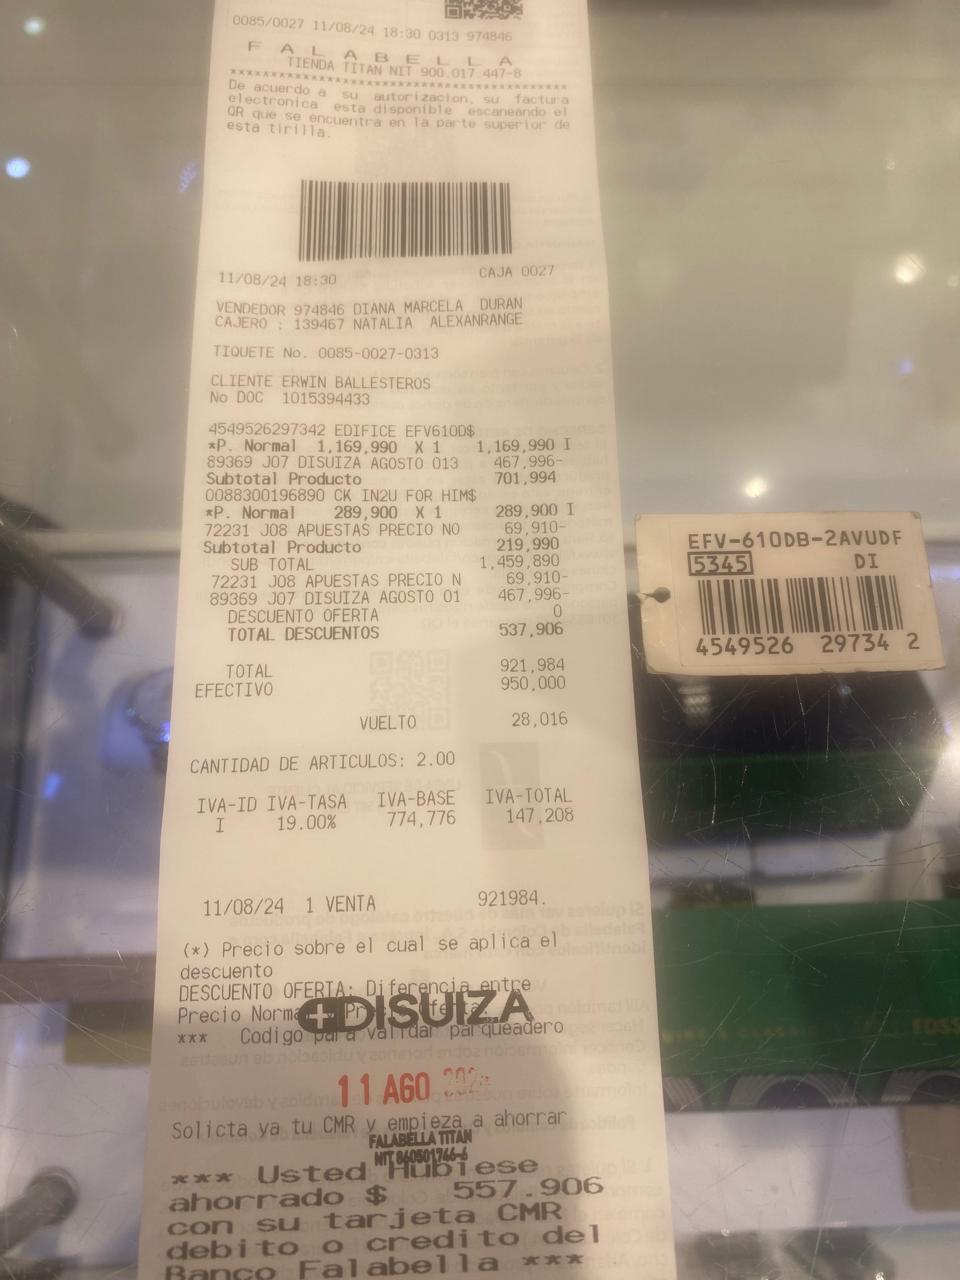 0085/0027 11/08/24 18:30 0313 974846
F A L A B E L L A
TIENDA TITAN NIT 900.017.447-8
De acuerdo a su autorizacion, su factura
electronica esta disponible escaneando el
QR que se encuentra en la parte superior de
esta tirilla.
11/08/24 18:30 CAJA 0027
VENDEDOR 974846 DIANA MARCELA DURAN
CAJERO : 139467 NATALIA ALEXANRANGE
TIQUETE No. 0085-0027-0313
CLIENTE ERWIN BALLESTEROS
No DOC 1015394433
4549526297342 EDIFICE EFV610D$
*P. Normal 1,169,990 X 1 1,169,990 I
89369 J07 DISUIZA AGOSTO 013 467,996-
Subtotal Producto 701,994
0088300196890 CK IN2U FOR HIM$
*P. Normal 289,900 X 1 289,900 I
72231 J08 APUESTAS PRECIO NO 69,910-
Subtotal Producto 219,990
SUB TOTAL 1,459,890
72231 J08 APUESTAS PRECIO N 69,910-
89369 J07 DISUIZA AGOSTO 01 467,996-
DESCUENTO OFERTA 0
TOTAL DESCUENTOS 537,906
TOTAL 921,984
EFECTIVO 950,000
VUELTO 28,016
CANTIDAD DE ARTICULOS: 2.00
IVA-ID IVA-TASA IVA-BASE IVA-TOTAL
I 19.00% 774,776 147,208
11/08/24 1 VENTA 921984.
(*) Precio sobre el cual se aplica el
descuento
DESCUENTO OFERTA: Diferencia entre
Precio Normal y Precio Oferta.
DISUIZA
*** Codigo para validar parqueadero
11 AGO
Solicta ya tu CMR y empieza a ahorrar
FALABELLA TITAN
NIT 860501766-6
*** Usted Hubiese
ahorrado $ 557.906
con su tarjeta CMR
debito o credito del
Banco Falabella ***
EFV-610DB-2AVUDF
5345 DI
4549526 29734 2